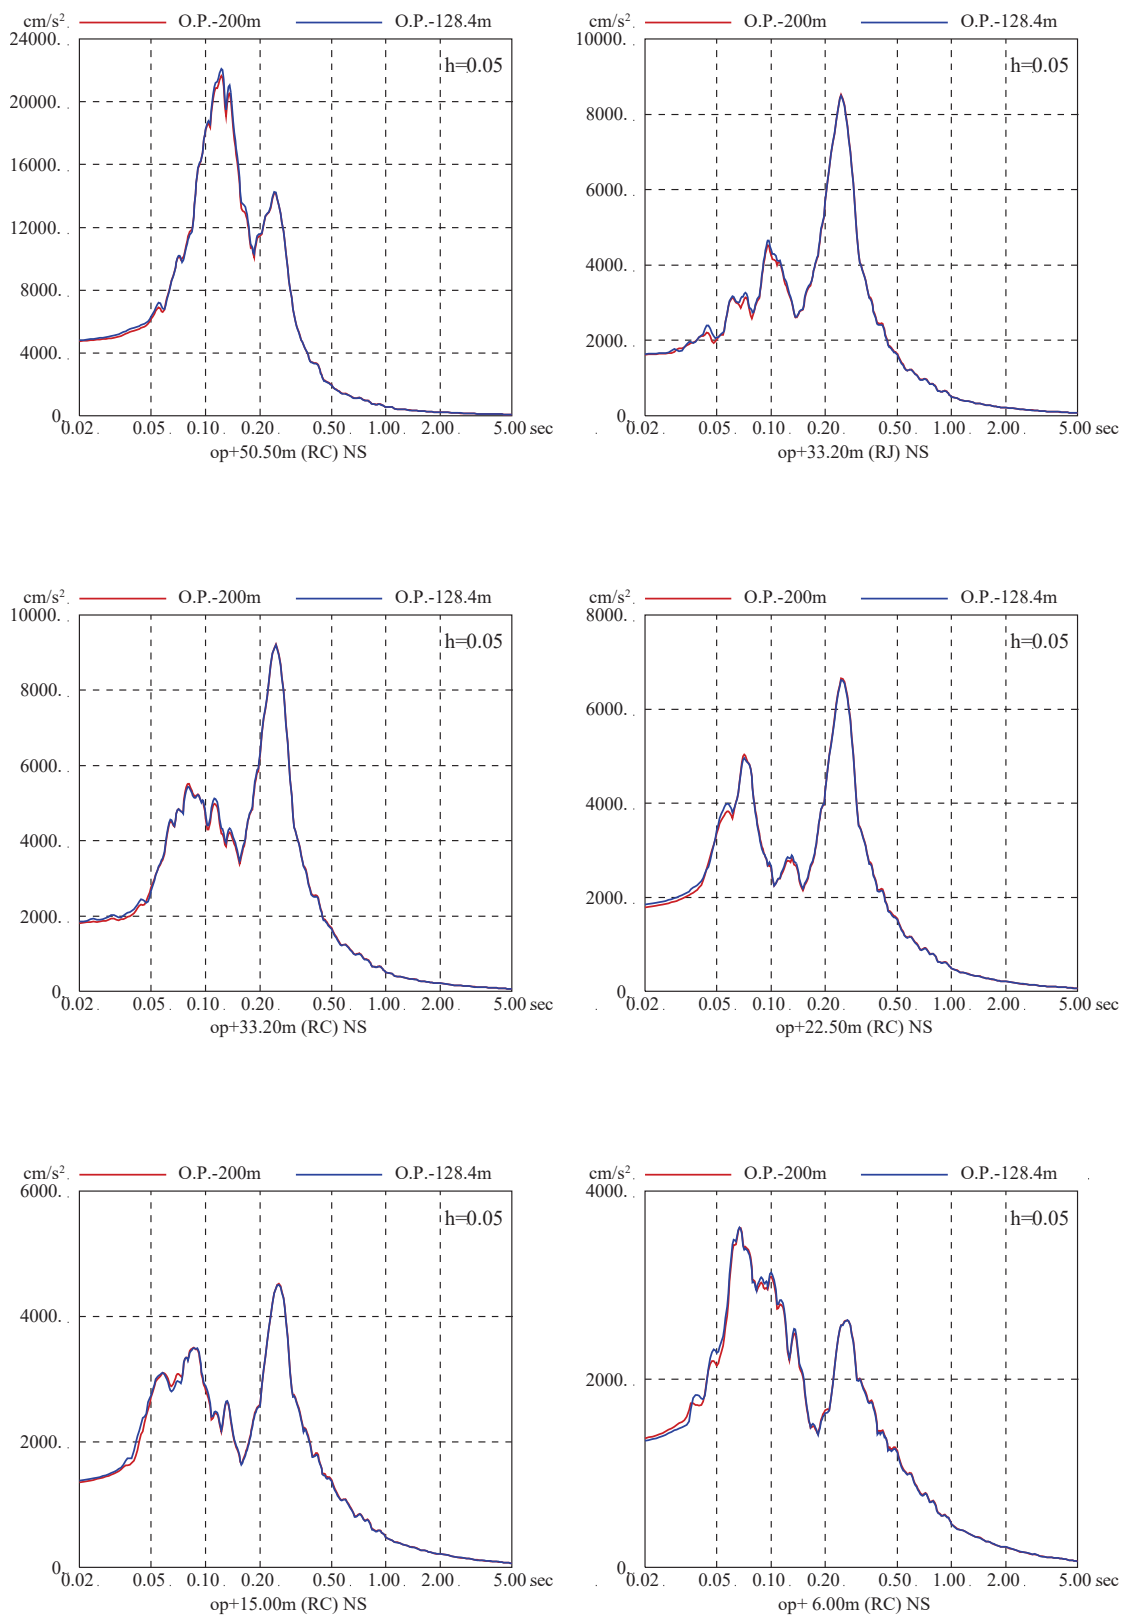 cm/s². O.P.-200m O.P.-128.4m
24000.
h=0.05
20000.
16000.
12000.
8000.
4000.
0.
0.02 0.05 0.10 0.20 0.50 1.00 2.00 5.00 sec
op+50.50m (RC) NS
cm/s². O.P.-200m O.P.-128.4m
10000.
h=0.05
8000.
6000.
4000.
2000.
0.
0.02 0.05 0.10 0.20 0.50 1.00 2.00 5.00 sec
op+33.20m (RJ) NS
cm/s². O.P.-200m O.P.-128.4m
10000.
h=0.05
8000.
6000.
4000.
2000.
0.
0.02 0.05 0.10 0.20 0.50 1.00 2.00 5.00 sec
op+33.20m (RC) NS
cm/s². O.P.-200m O.P.-128.4m
8000.
h=0.05
6000.
4000.
2000.
0.
0.02 0.05 0.10 0.20 0.50 1.00 2.00 5.00 sec
op+22.50m (RC) NS
cm/s². O.P.-200m O.P.-128.4m
6000.
h=0.05
4000.
2000.
0.
0.02 0.05 0.10 0.20 0.50 1.00 2.00 5.00 sec
op+15.00m (RC) NS
cm/s². O.P.-200m O.P.-128.4m
4000.
h=0.05
2000.
0.
0.02 0.05 0.10 0.20 0.50 1.00 2.00 5.00 sec
op+ 6.00m (RC) NS